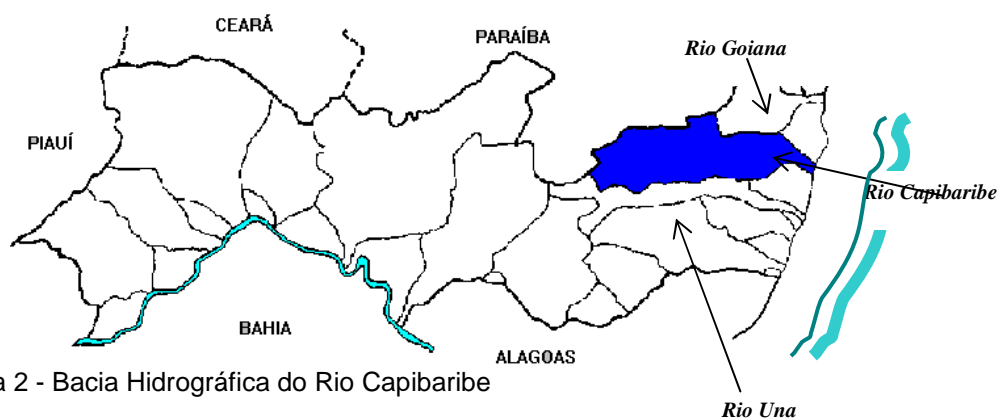 CEARÁ
PARAÍBA
Rio Goiana
PIAUÍ
Rio Capibaribe
BAHIA
ALAGOAS
a 2 - Bacia Hidrográfica do Rio Capibaribe
Rio Una